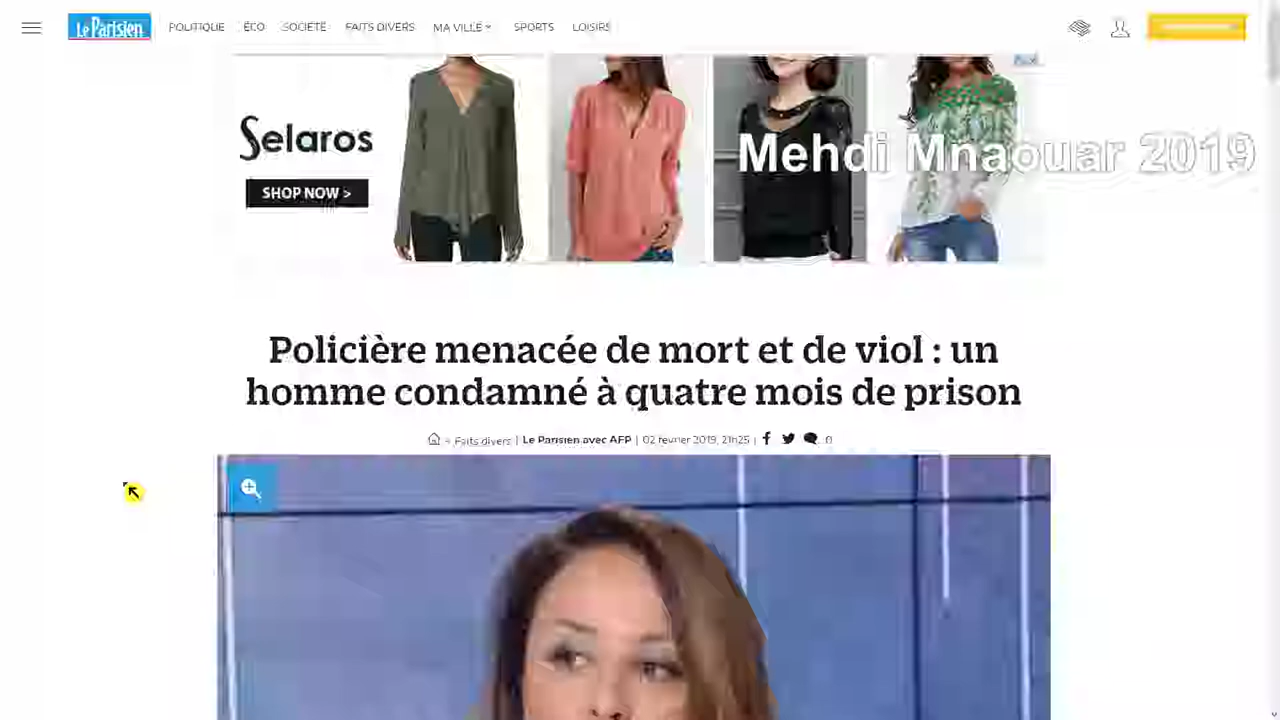 Le Parisien POLITIQUE ÉCO SOCIÉTÉ FAITS DIVERS MA VILLE SPORTS LOISIRS
Selaros
SHOP NOW >
Mehdi Mnaouar 2019
Policière menacée de mort et de viol : un
homme condamné à quatre mois de prison
Faits divers | Le Parisien avec AFP | 02 février 2019, 21h25 | 0